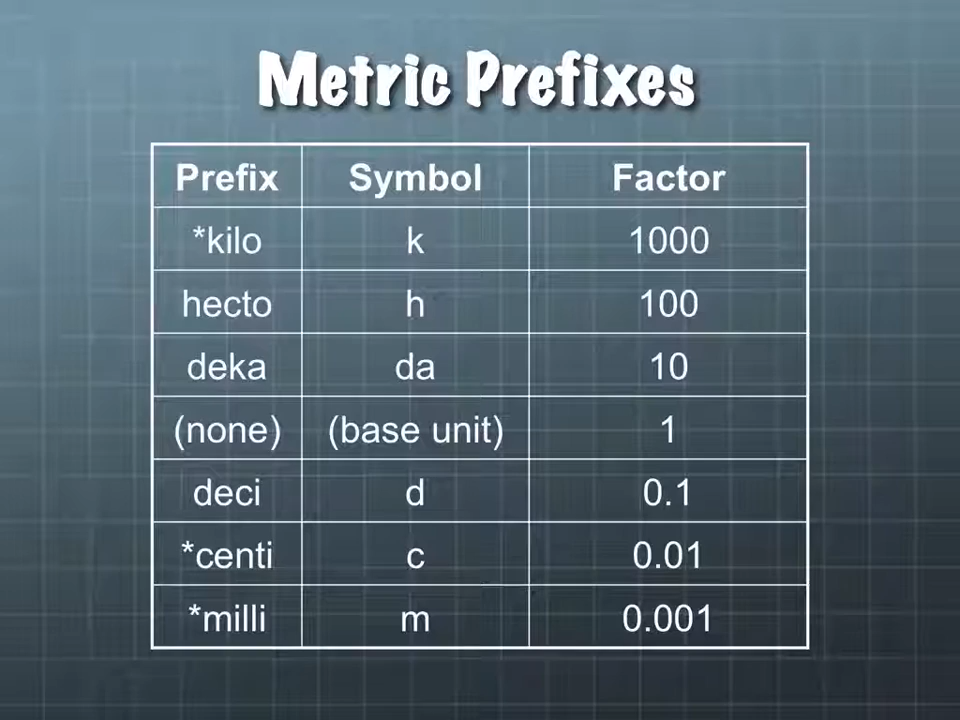 Metric Prefixes
Prefix Symbol Factor
*kilo k 1000
hecto h 100
deka da 10
(none) (base unit) 1
deci d 0.1
*centi c 0.01
*milli m 0.001